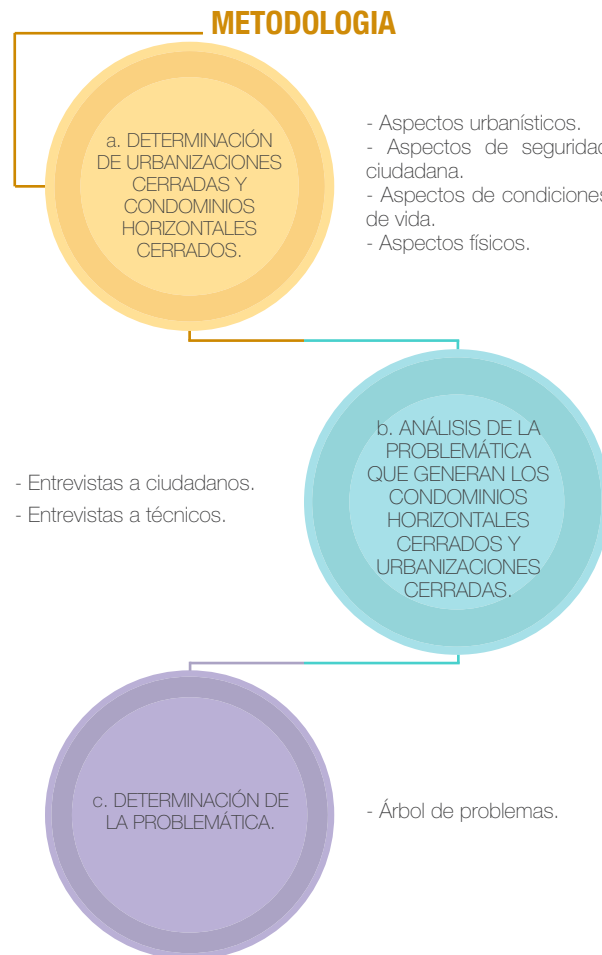 METODOLOGIA
a. DETERMINACIÓN
DE URBANIZACIONES
CERRADAS Y
CONDOMINIOS
HORIZONTALES
CERRADOS.
- Aspectos urbanísticos.
- Aspectos de seguridad
ciudadana.
- Aspectos de condiciones
de vida.
- Aspectos físicos.
b. ANÁLISIS DE LA
PROBLEMÁTICA
QUE GENERAN LOS
CONDOMINIOS
HORIZONTALES
CERRADOS Y
URBANIZACIONES
CERRADAS.
- Entrevistas a ciudadanos.
- Entrevistas a técnicos.
c. DETERMINACIÓN DE
LA PROBLEMÁTICA.
- Árbol de problemas.